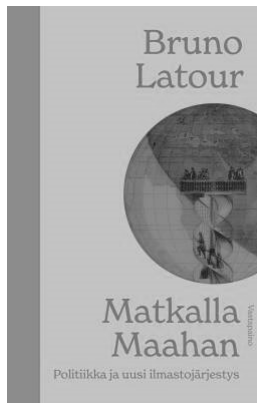 Bruno
Latour
Matkalla
Maahan
Vastapaino
Politiikka ja uusi ilmastojärjestys